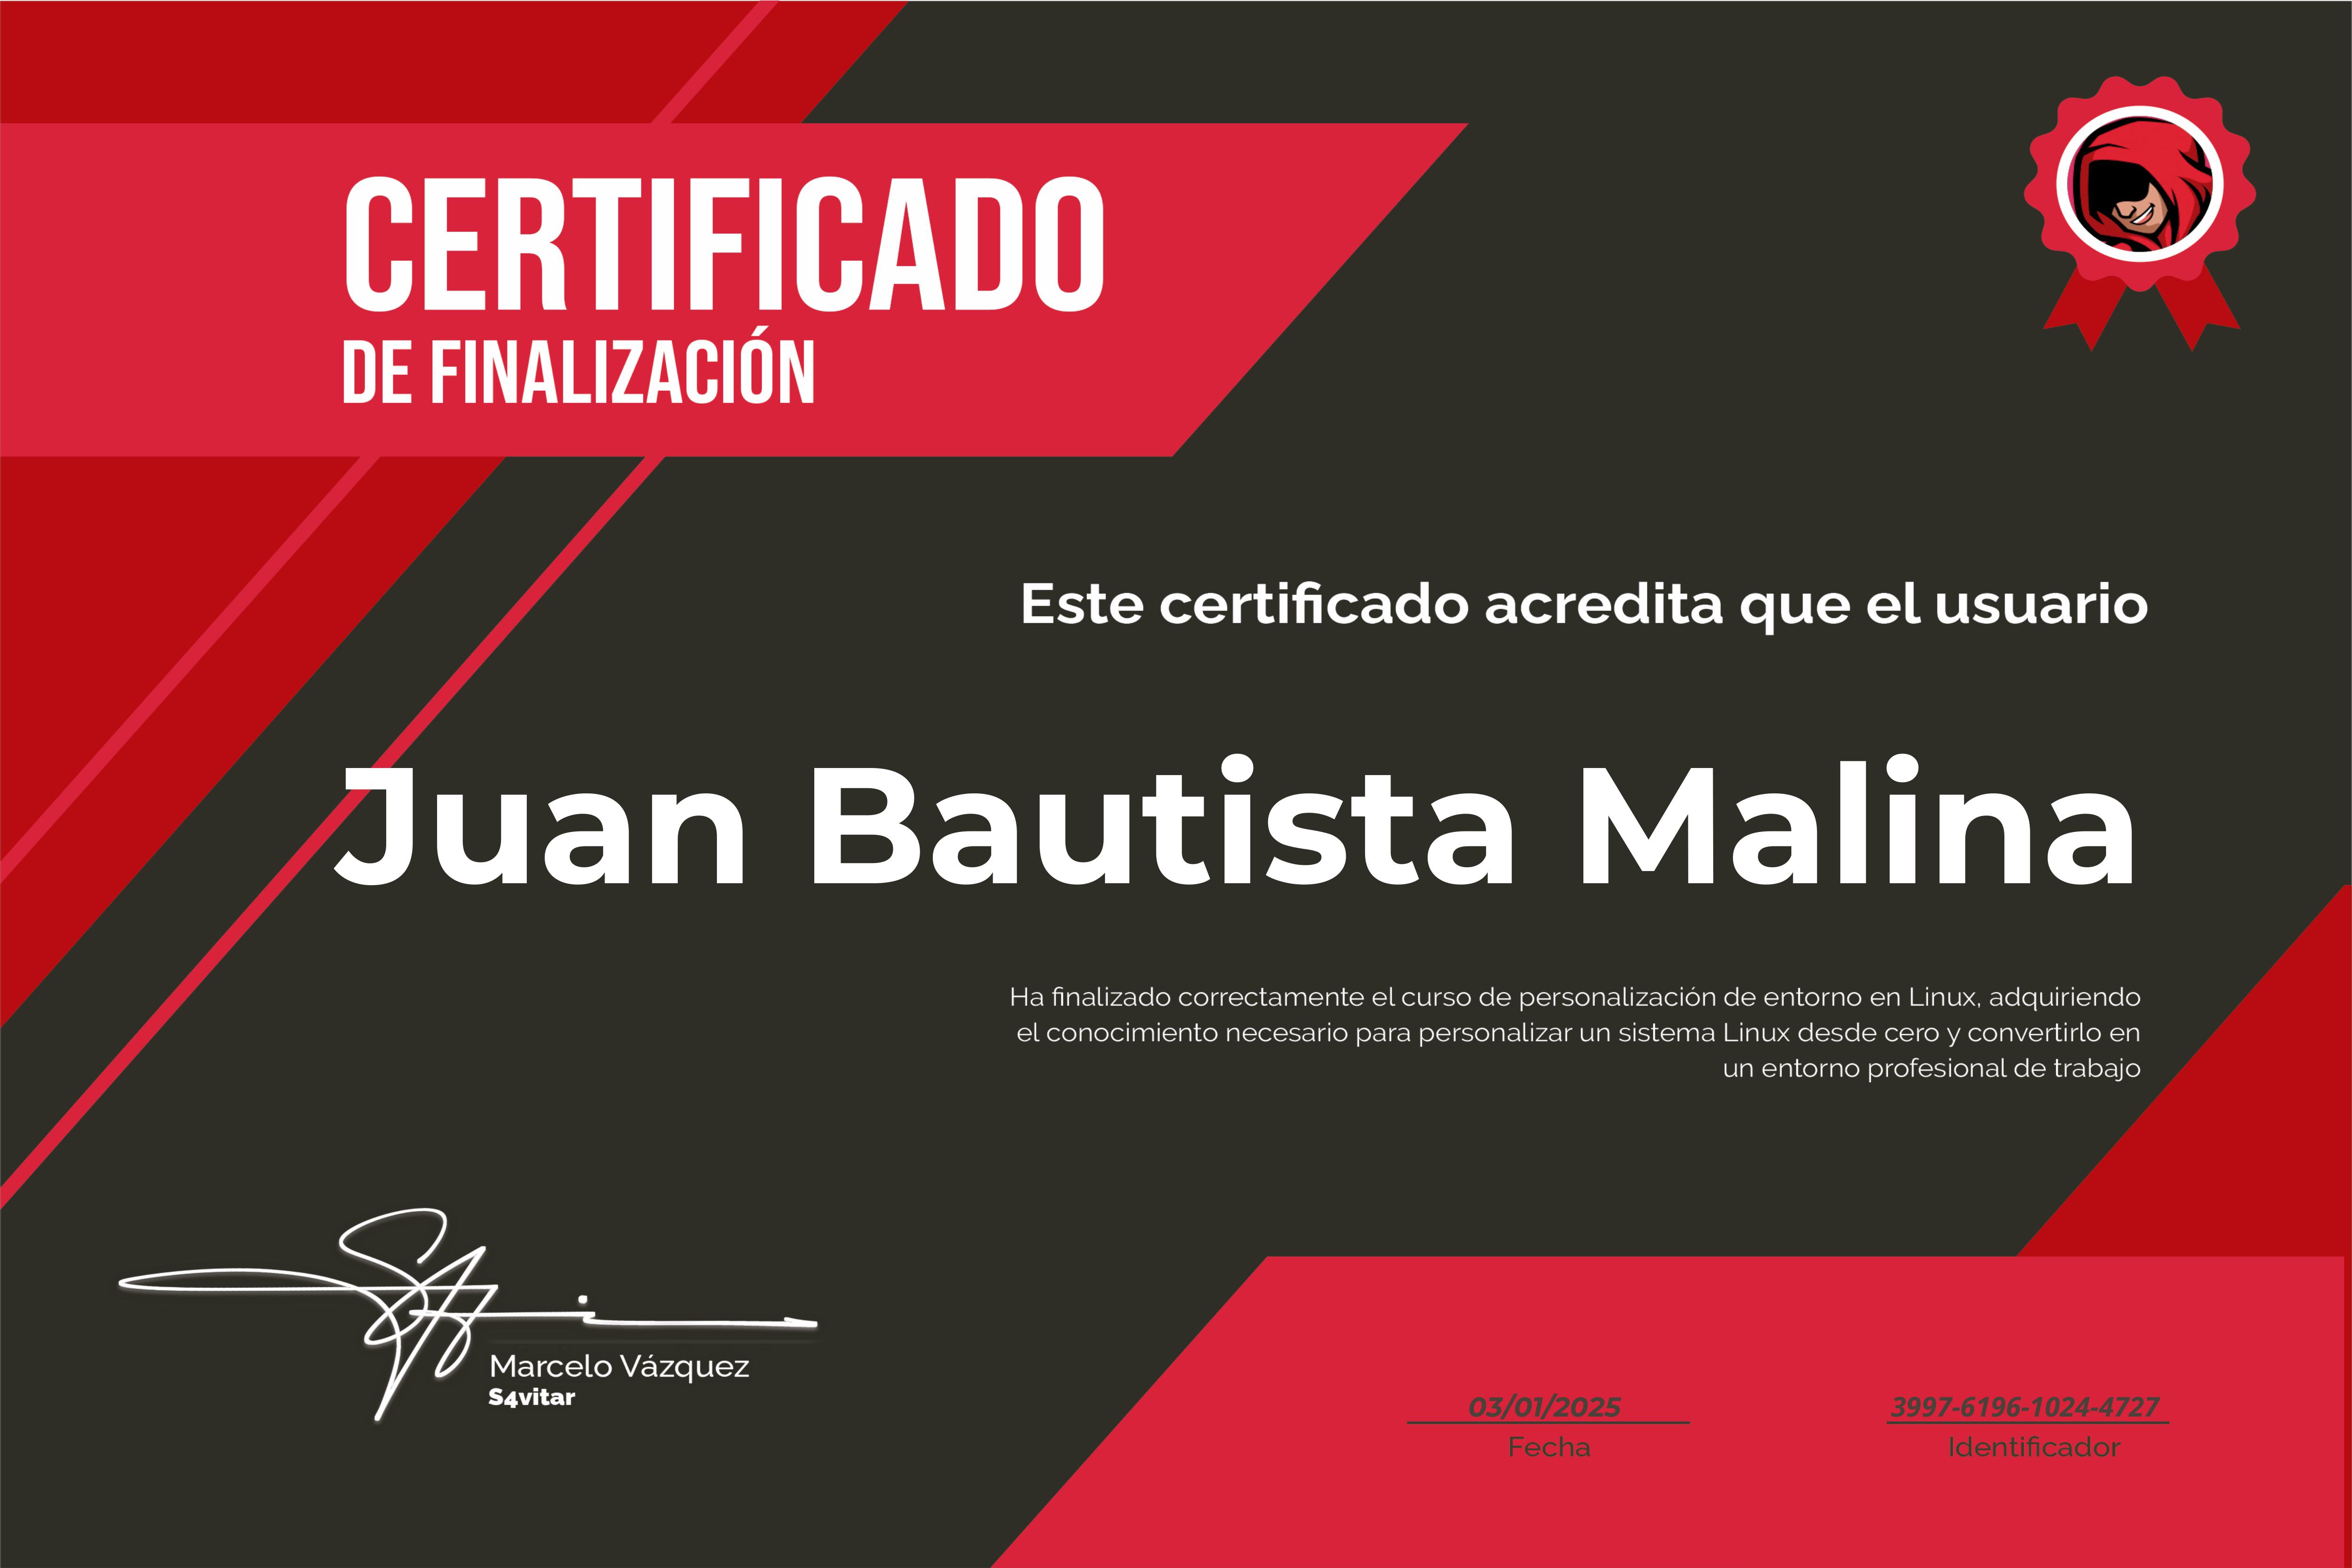 CERTIFICADO
DE FINALIZACIÓN
Este certificado acredita que el usuario
Juan Bautista Malina
Ha finalizado correctamente el curso de personalización de entorno en Linux, adquiriendo
el conocimiento necesario para personalizar un sistema Linux desde cero y convertirlo en
un entorno profesional de trabajo
Marcelo Vázquez
S4vitar
03/01/2025
Fecha
3997-6196-1024-4727
Identificador